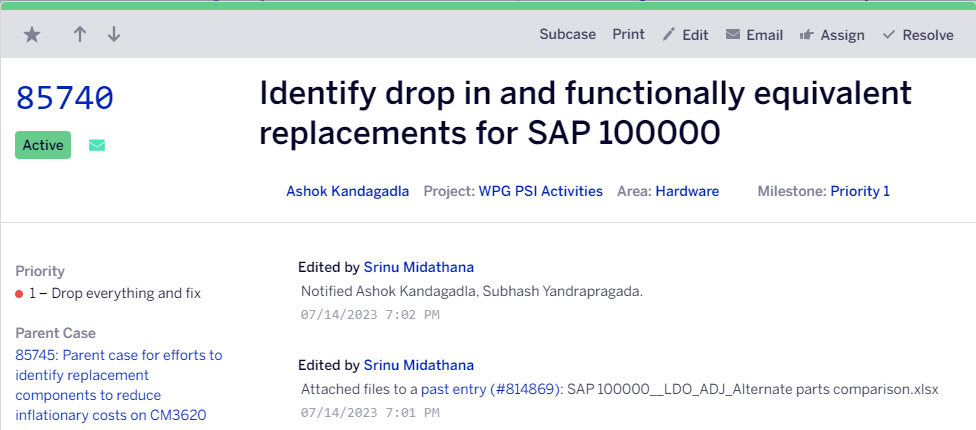 Subcase Print Edit Email Assign Resolve
85740
Identify drop in and functionally equivalent
replacements for SAP 100000
Active
Ashok Kandagadla Project: WPG PSI Activities Area: Hardware Milestone: Priority 1
Priority
1 – Drop everything and fix
Parent Case
85745: Parent case for efforts to
identify replacement
components to reduce
inflationary costs on CM3620
Edited by Srinu Midathana
Notified Ashok Kandagadla, Subhash Yandrapragada.
07/14/2023 7:02 PM
Edited by Srinu Midathana
Attached files to a past entry (#814869): SAP 100000__LDO_ADJ_Alternate parts comparison.xlsx
07/14/2023 7:01 PM